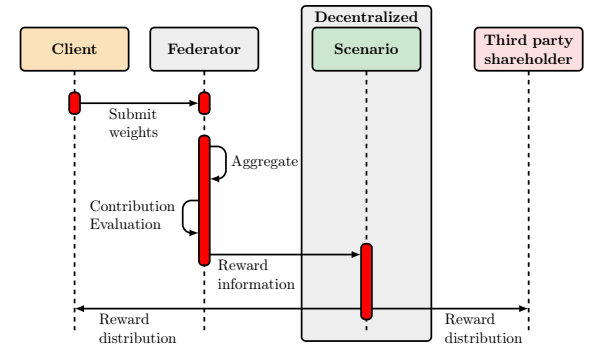 Decentralized
Client
Federator
Scenario
Third party
shareholder
Submit
weights
Aggregate
Contribution
Evaluation
Reward
information
Reward
distribution
Reward
distribution